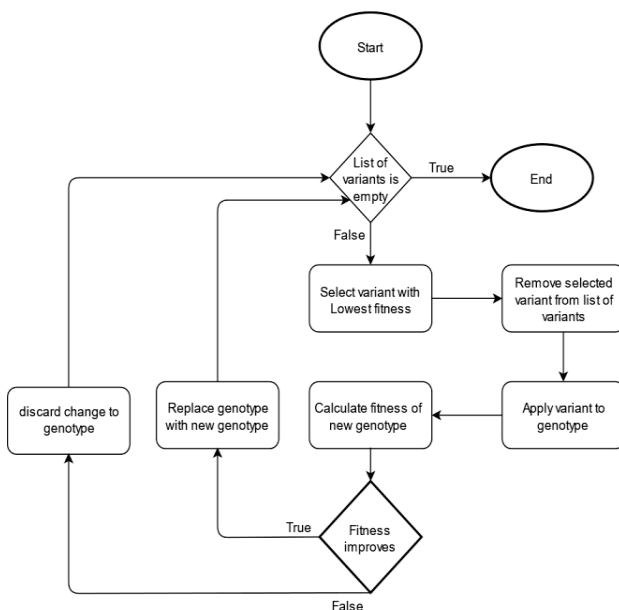 Start
List of
variants is
empty
True
End
False
Select variant with
Lowest fitness
Remove selected
variant from list of
variants
discard change to
genotype
Replace genotype
with new genotype
Calculate fitness of
new genotype
Apply variant to
genotype
True
Fitness
improves
False